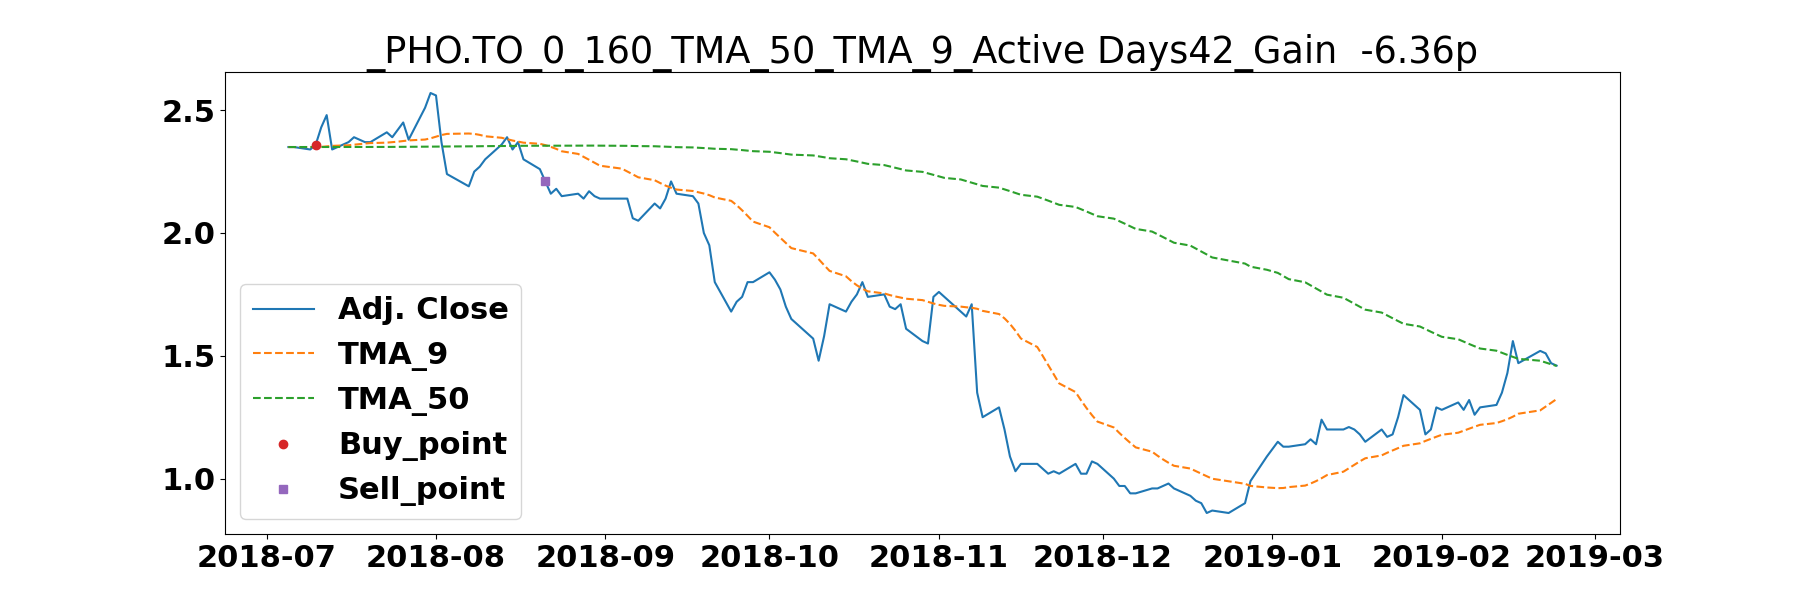 _PHO.TO_0_160_TMA_50_TMA_9_Active Days42_Gain  -6.36p
2.5
2.0
1.5
1.0
Adj. Close
TMA_9
TMA_50
Buy_point
Sell_point
2018-07 2018-08 2018-09 2018-10 2018-11 2018-12 2019-01 2019-02 2019-03